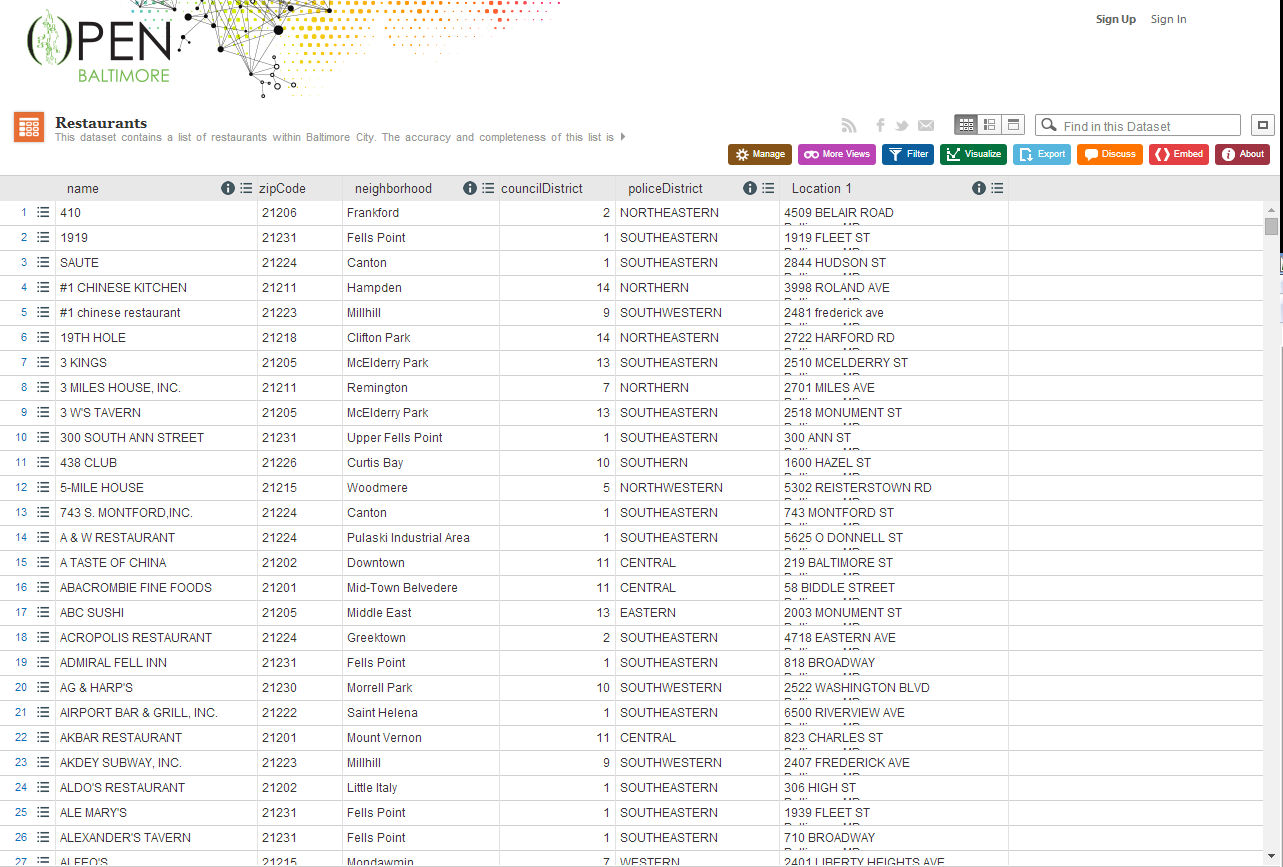 OPEN
BALTIMORE
Sign Up Sign In
Restaurants
This dataset contains a list of restaurants within Baltimore City. The accuracy and completeness of this list is
Find in this Dataset
Manage More Views Filter Visualize Export Discuss Embed About
name zipCode neighborhood councilDistrict policeDistrict Location 1
1 410 21206 Frankford 2 NORTHEASTERN 4509 BELAIR ROAD
2 1919 21231 Fells Point 1 SOUTHEASTERN 1919 FLEET ST
3 SAUTE 21224 Canton 1 SOUTHEASTERN 2844 HUDSON ST
4 #1 CHINESE KITCHEN 21211 Hampden 14 NORTHERN 3998 ROLAND AVE
5 #1 chinese restaurant 21223 Millhill 9 SOUTHWESTERN 2481 frederick ave
6 19TH HOLE 21218 Clifton Park 14 NORTHEASTERN 2722 HARFORD RD
7 3 KINGS 21205 McElderry Park 13 SOUTHEASTERN 2510 MCELDERRY ST
8 3 MILES HOUSE, INC. 21211 Remington 7 NORTHERN 2701 MILES AVE
9 3 W'S TAVERN 21205 McElderry Park 13 SOUTHEASTERN 2518 MONUMENT ST
10 300 SOUTH ANN STREET 21231 Upper Fells Point 1 SOUTHEASTERN 300 ANN ST
11 438 CLUB 21226 Curtis Bay 10 SOUTHERN 1600 HAZEL ST
12 5-MILE HOUSE 21215 Woodmere 5 NORTHWESTERN 5302 REISTERSTOWN RD
13 743 S. MONTFORD,INC. 21224 Canton 1 SOUTHEASTERN 743 MONTFORD ST
14 A & W RESTAURANT 21224 Pulaski Industrial Area 1 SOUTHEASTERN 5625 O DONNELL ST
15 A TASTE OF CHINA 21202 Downtown 11 CENTRAL 219 BALTIMORE ST
16 ABACROMBIE FINE FOODS 21201 Mid-Town Belvedere 11 CENTRAL 58 BIDDLE STREET
17 ABC SUSHI 21205 Middle East 13 EASTERN 2003 MONUMENT ST
18 ACROPOLIS RESTAURANT 21224 Greektown 2 SOUTHEASTERN 4718 EASTERN AVE
19 ADMIRAL FELL INN 21231 Fells Point 1 SOUTHEASTERN 818 BROADWAY
20 AG & HARP'S 21230 Morrell Park 10 SOUTHWESTERN 2522 WASHINGTON BLVD
21 AIRPORT BAR & GRILL, INC. 21222 Saint Helena 1 SOUTHEASTERN 6500 RIVERVIEW AVE
22 AKBAR RESTAURANT 21201 Mount Vernon 11 CENTRAL 823 CHARLES ST
23 AKDEY SUBWAY, INC. 21223 Millhill 9 SOUTHWESTERN 2407 FREDERICK AVE
24 ALDO'S RESTAURANT 21202 Little Italy 1 SOUTHEASTERN 306 HIGH ST
25 ALE MARY'S 21231 Fells Point 1 SOUTHEASTERN 1939 FLEET ST
26 ALEXANDER'S TAVERN 21231 Fells Point 1 SOUTHEASTERN 710 BROADWAY
27 ALFEO'S 21215 Mondawmin 7 WESTERN 2401 LIBERTY HEIGHTS AVE